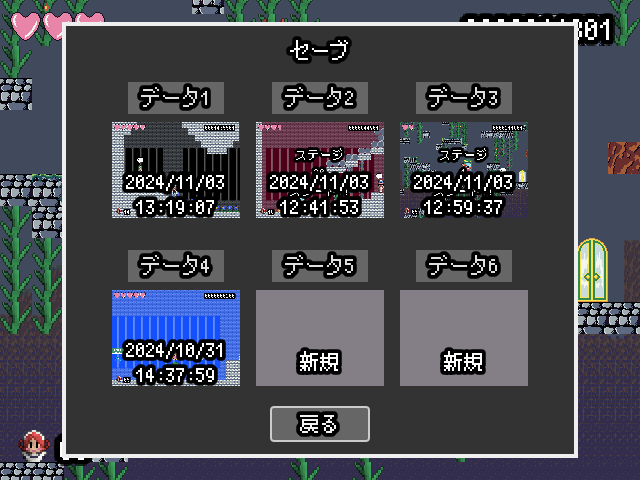 セーブ
データ1
データ2
データ3
2024/11/03
13:19:07
ステージ
2024/11/03
12:41:53
ステージ
2024/11/03
12:59:37
データ4
データ5
データ6
2024/10/31
14:37:59
新規
新規
戻る